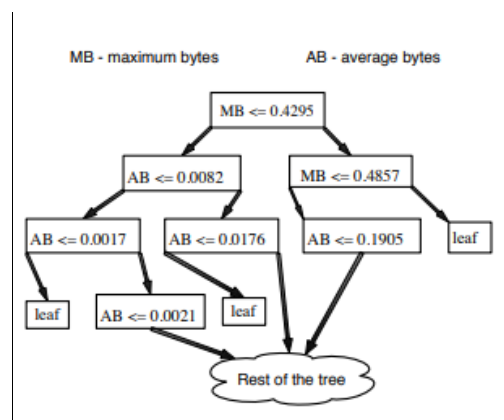 MB - maximum bytes AB - average bytes
MB <= 0.4295
AB <= 0.0082 MB <= 0.4857
AB <= 0.0017 AB <= 0.0176 AB <= 0.1905 leaf
leaf AB <= 0.0021 leaf
Rest of the tree